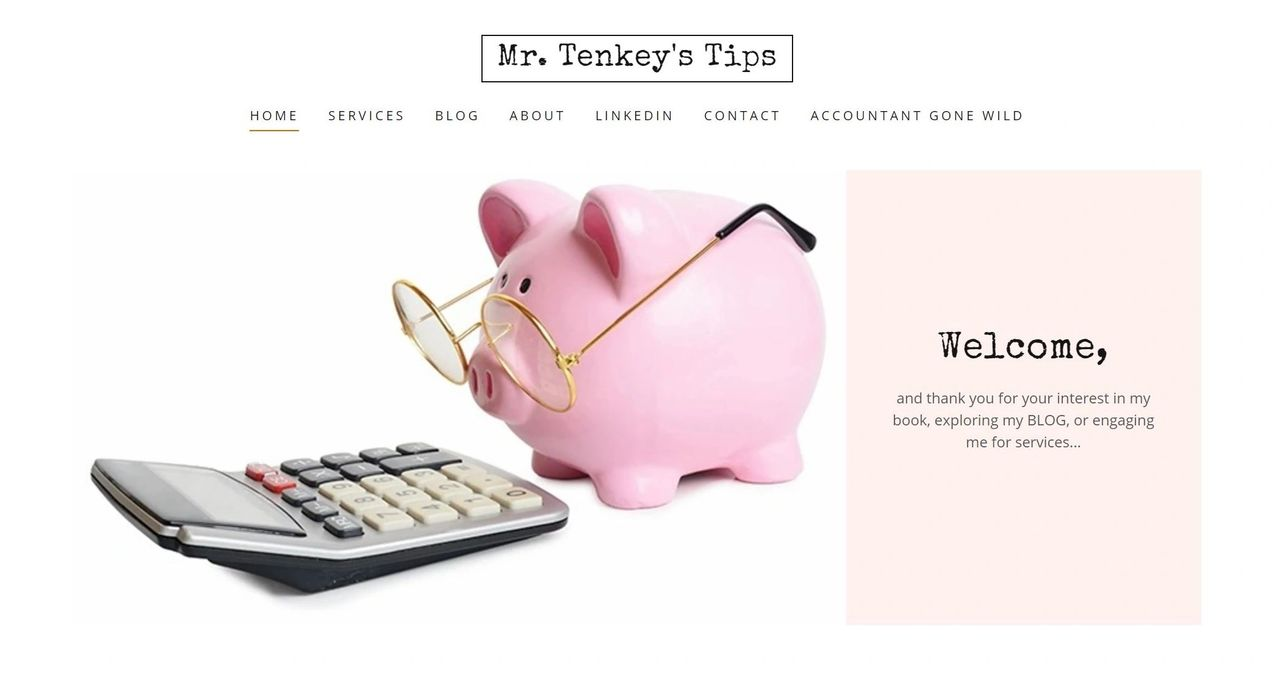 Mr. Tenkey's Tips
HOME SERVICES BLOG ABOUT LINKEDIN CONTACT ACCOUNTANT GONE WILD
Welcome,
and thank you for your interest in my
book, exploring my BLOG, or engaging
me for services...